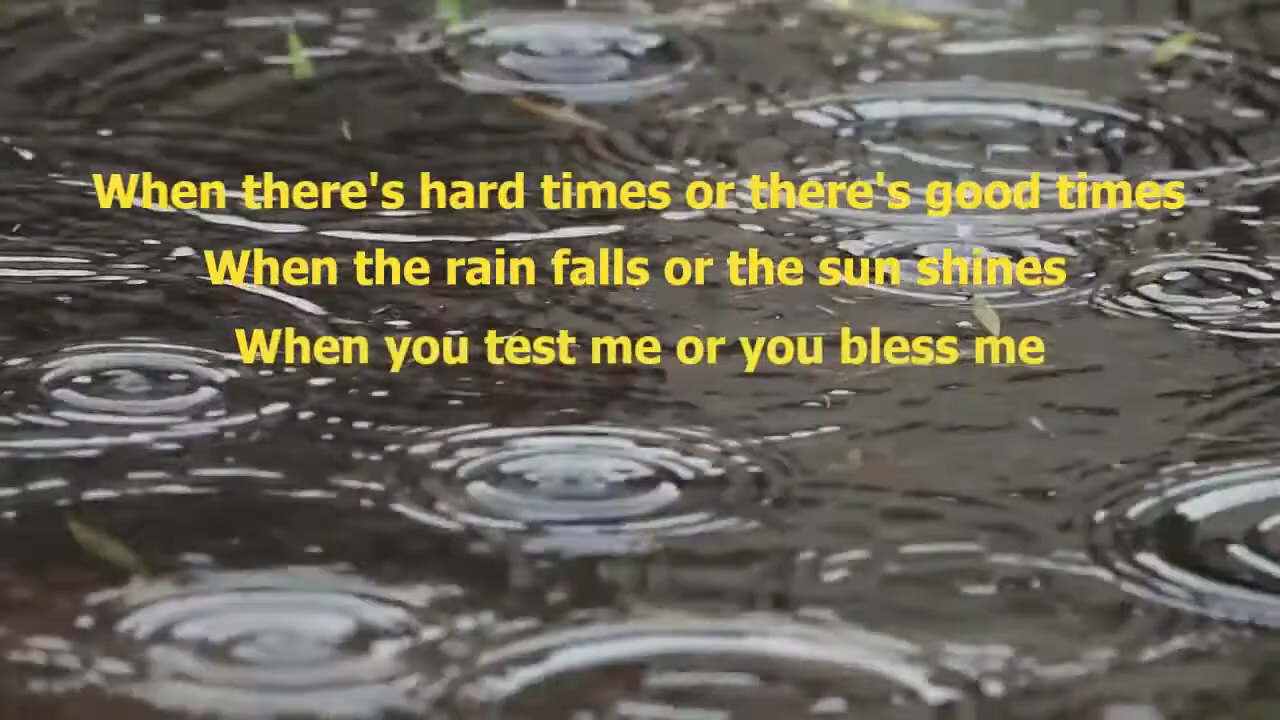 When there's hard times or there's good times
When the rain falls or the sun shines
When you test me or you bless me